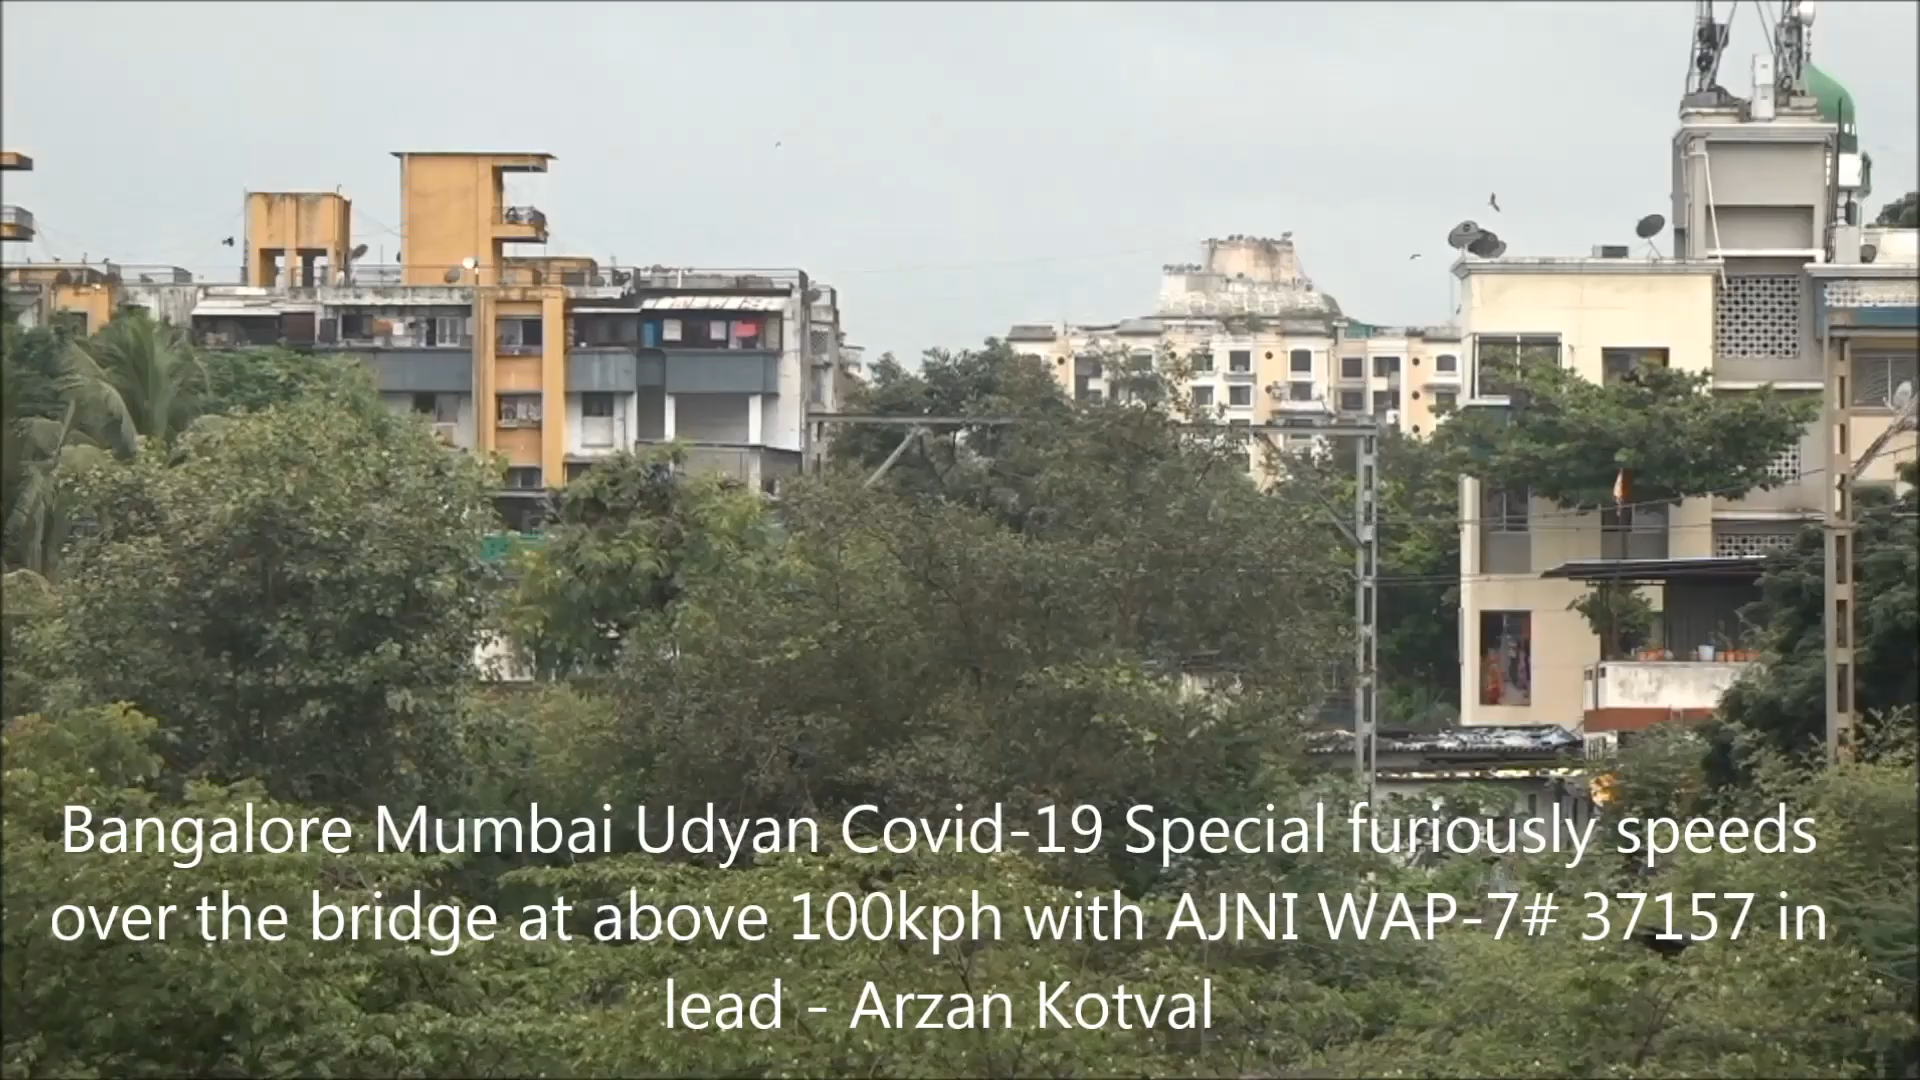 Bangalore Mumbai Udyan Covid-19 Special furiously speeds
over the bridge at above 100kph with AJNI WAP-7# 37157 in
lead - Arzan Kotval